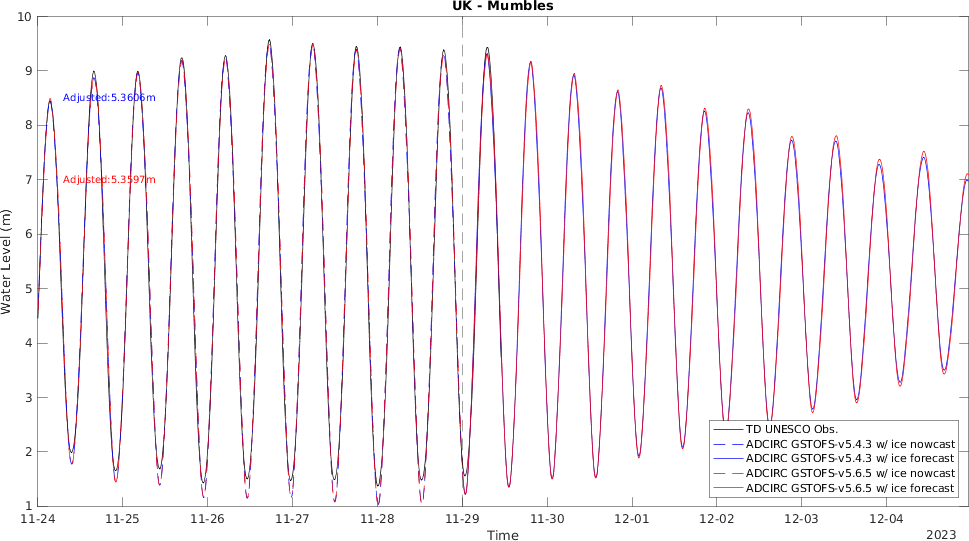 UK - Mumbles
10
9
8
7
6
5
4
3
2
1
Water Level (m)
Adjusted:5.3606m
Adjusted:5.3597m
TD UNESCO Obs.
ADCIRC GSTOFS-v5.4.3 w/ ice nowcast
ADCIRC GSTOFS-v5.4.3 w/ ice forecast
ADCIRC GSTOFS-v5.6.5 w/ ice nowcast
ADCIRC GSTOFS-v5.6.5 w/ ice forecast
11-24 11-25 11-26 11-27 11-28 11-29 11-30 12-01 12-02 12-03 12-04
Time
2023